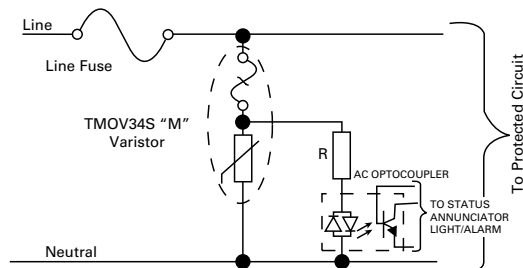 Line
Line Fuse
TMOV34S “M”
Varistor
R
AC OPTOCOUPLER
TO STATUS
ANNUNCIATOR
LIGHT/ALARM
Neutral
To Protected Circuit